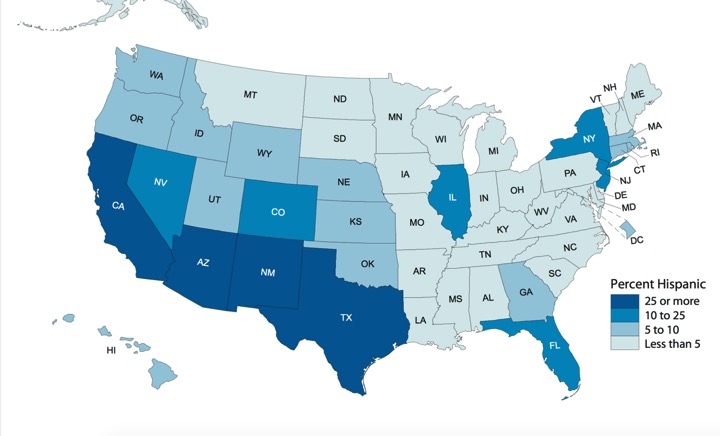 WA
MT
ND
MN
OR
ID
SD
WI
MI
WY
NE
IA
NV
UT
CO
IL
IN
OH
PA
NY
VT
NH
ME
MA
RI
CT
NJ
DE
MD
DC
CA
KS
MO
KY
WV
VA
AZ
NM
OK
AR
TN
NC
SC
TX
LA
MS
AL
GA
FL
HI
Percent Hispanic
25 or more
10 to 25
5 to 10
Less than 5